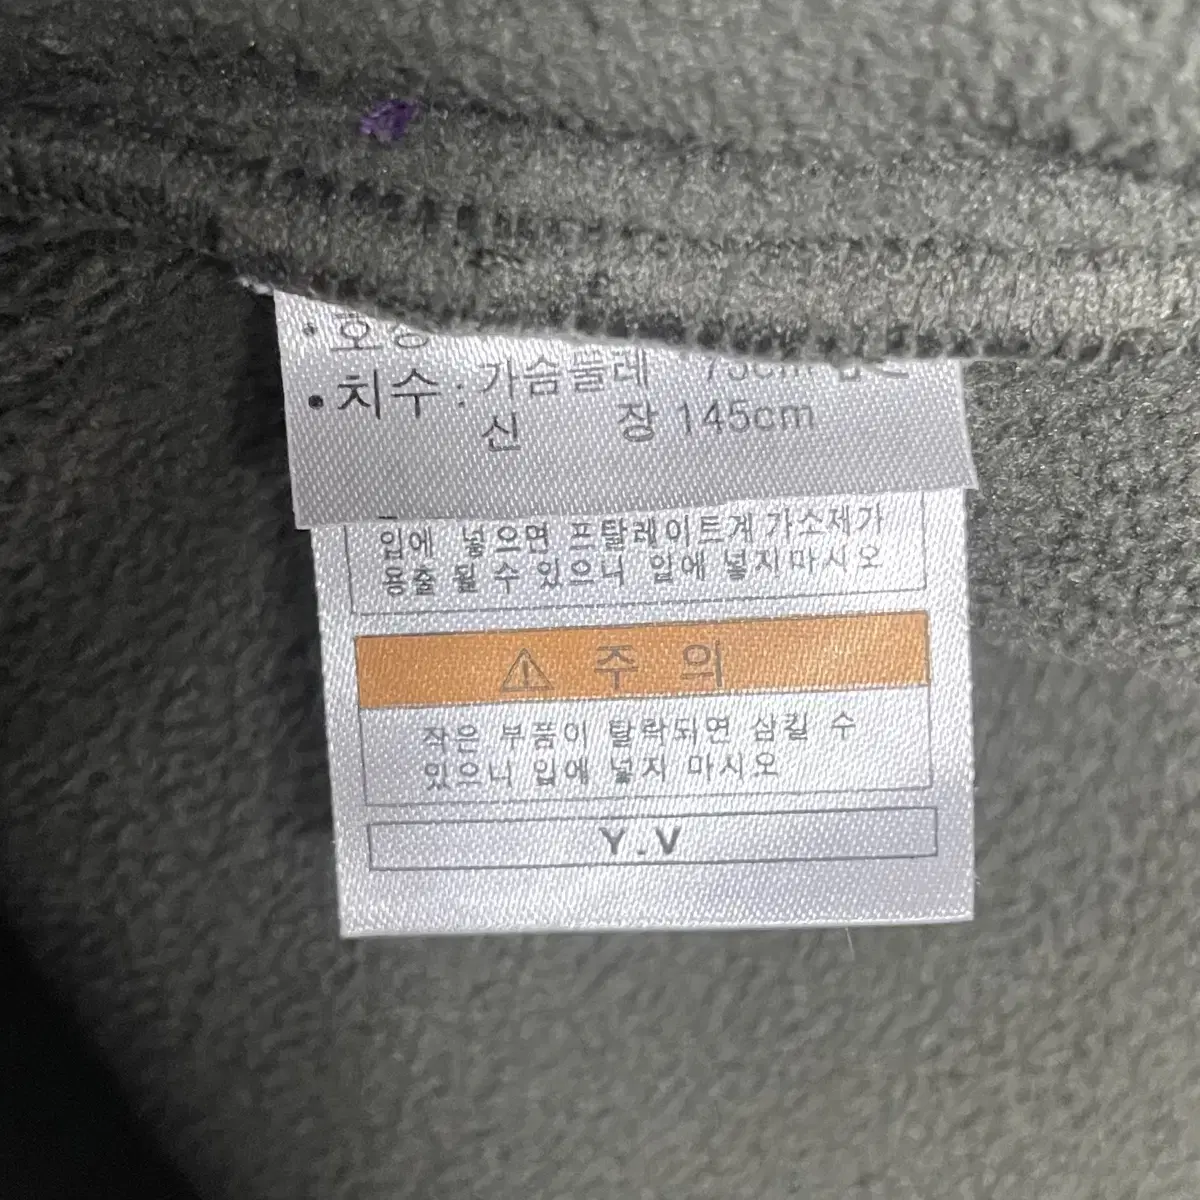 • 호칭
• 치수 : 가슴둘레 75cm
신 장 145cm
입에 넣으면 프탈레이트계 가소제가
용출 될 수 있으니 입에 넣지마시오
⚠ 주 의
작은 부품이 탈락되면 삼킬 수
있으니 입에 넣지 마시오
Y.V